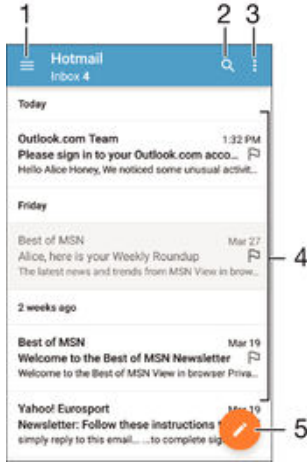 1 2 3
Hotmail
Inbox 4
Today
Outlook.com Team 1:32 PM
Please sign in to your Outlook.com acco...
Hello Alice Honey, We noticed some unusual activit...
Friday
Best of MSN Mar 27
Alice, here is your Weekly Roundup
The latest news and trends from MSN View in brow...
4
2 weeks ago
Best of MSN Mar 19
Welcome to the Best of MSN Newsletter
Welcome to the Best of MSN View in browser Priva...
Yahoo! Eurosport Mar 19
Newsletter: Follow these instructions
simply reply to this email... ...to complete sig
5